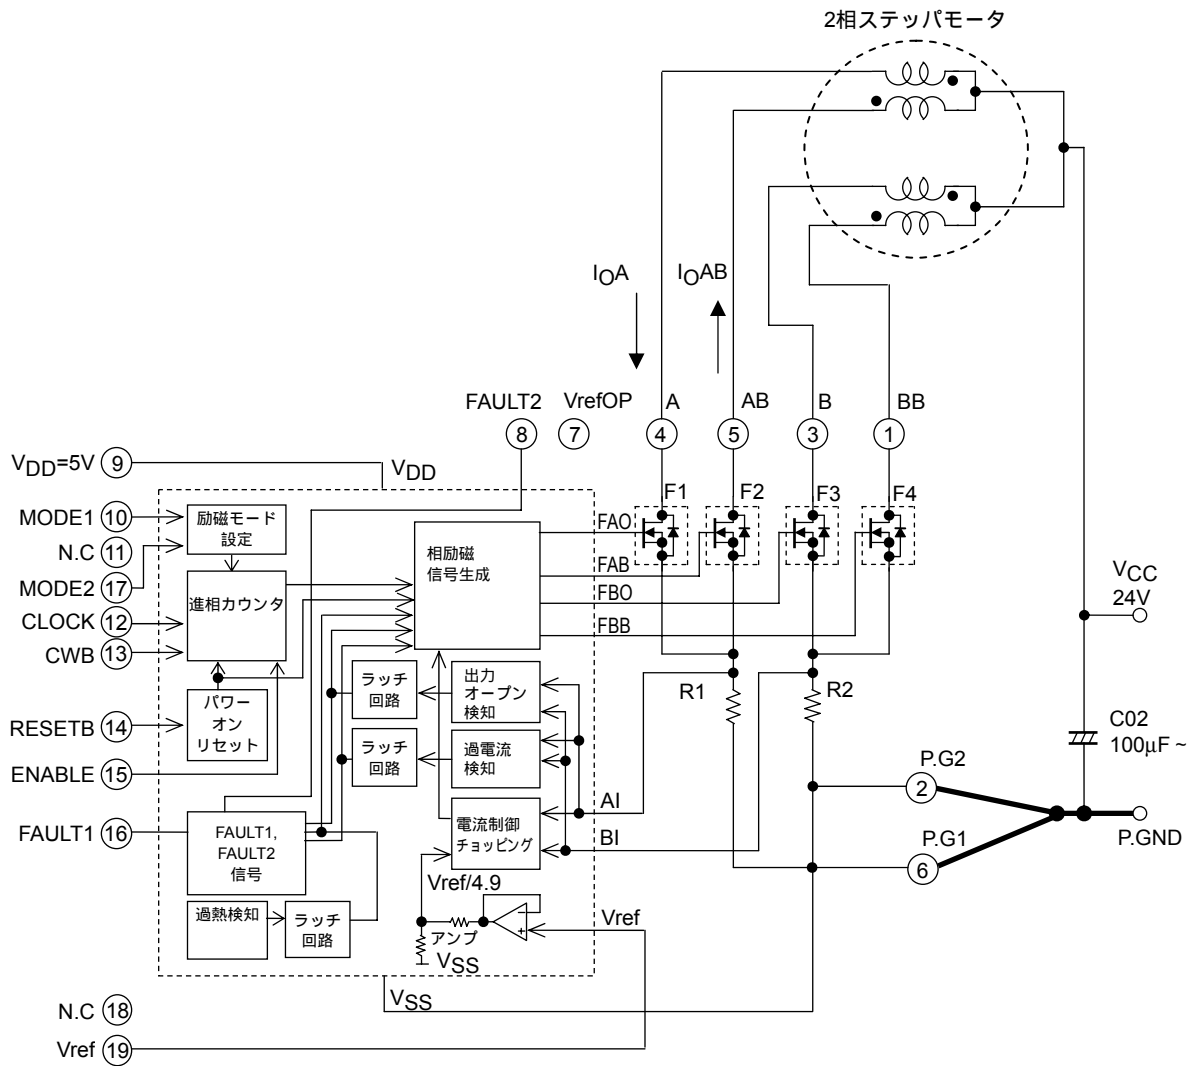 2相ステッパモータ
IOA
IOAB
FAULT2
VrefOP
A
AB
B
BB
8
7
4
5
3
1
VDD=5V
9
VDD
MODE1
10
N.C
11
MODE2
17
CLOCK
12
CWB
13
RESETB
14
ENABLE
15
FAULT1
16
励磁モード
設定
進相カウンタ
パワー
オン
リセット
FAULT1,
FAULT2
信号
過熱検知
ラッチ
回路
相励磁
信号生成
ラッチ
回路
出力
オープン
検知
ラッチ
回路
過電流
検知
電流制御
チョッピング
Vref/4.9
アンプ
VSS
-
+
FAO
FAB
FBO
FBB
F1
F2
F3
F4
R1
R2
AI
BI
Vref
VCC
24V
C02
100µF ~
P.G2
2
P.G1
6
P.GND
VSS
N.C
18
Vref
19